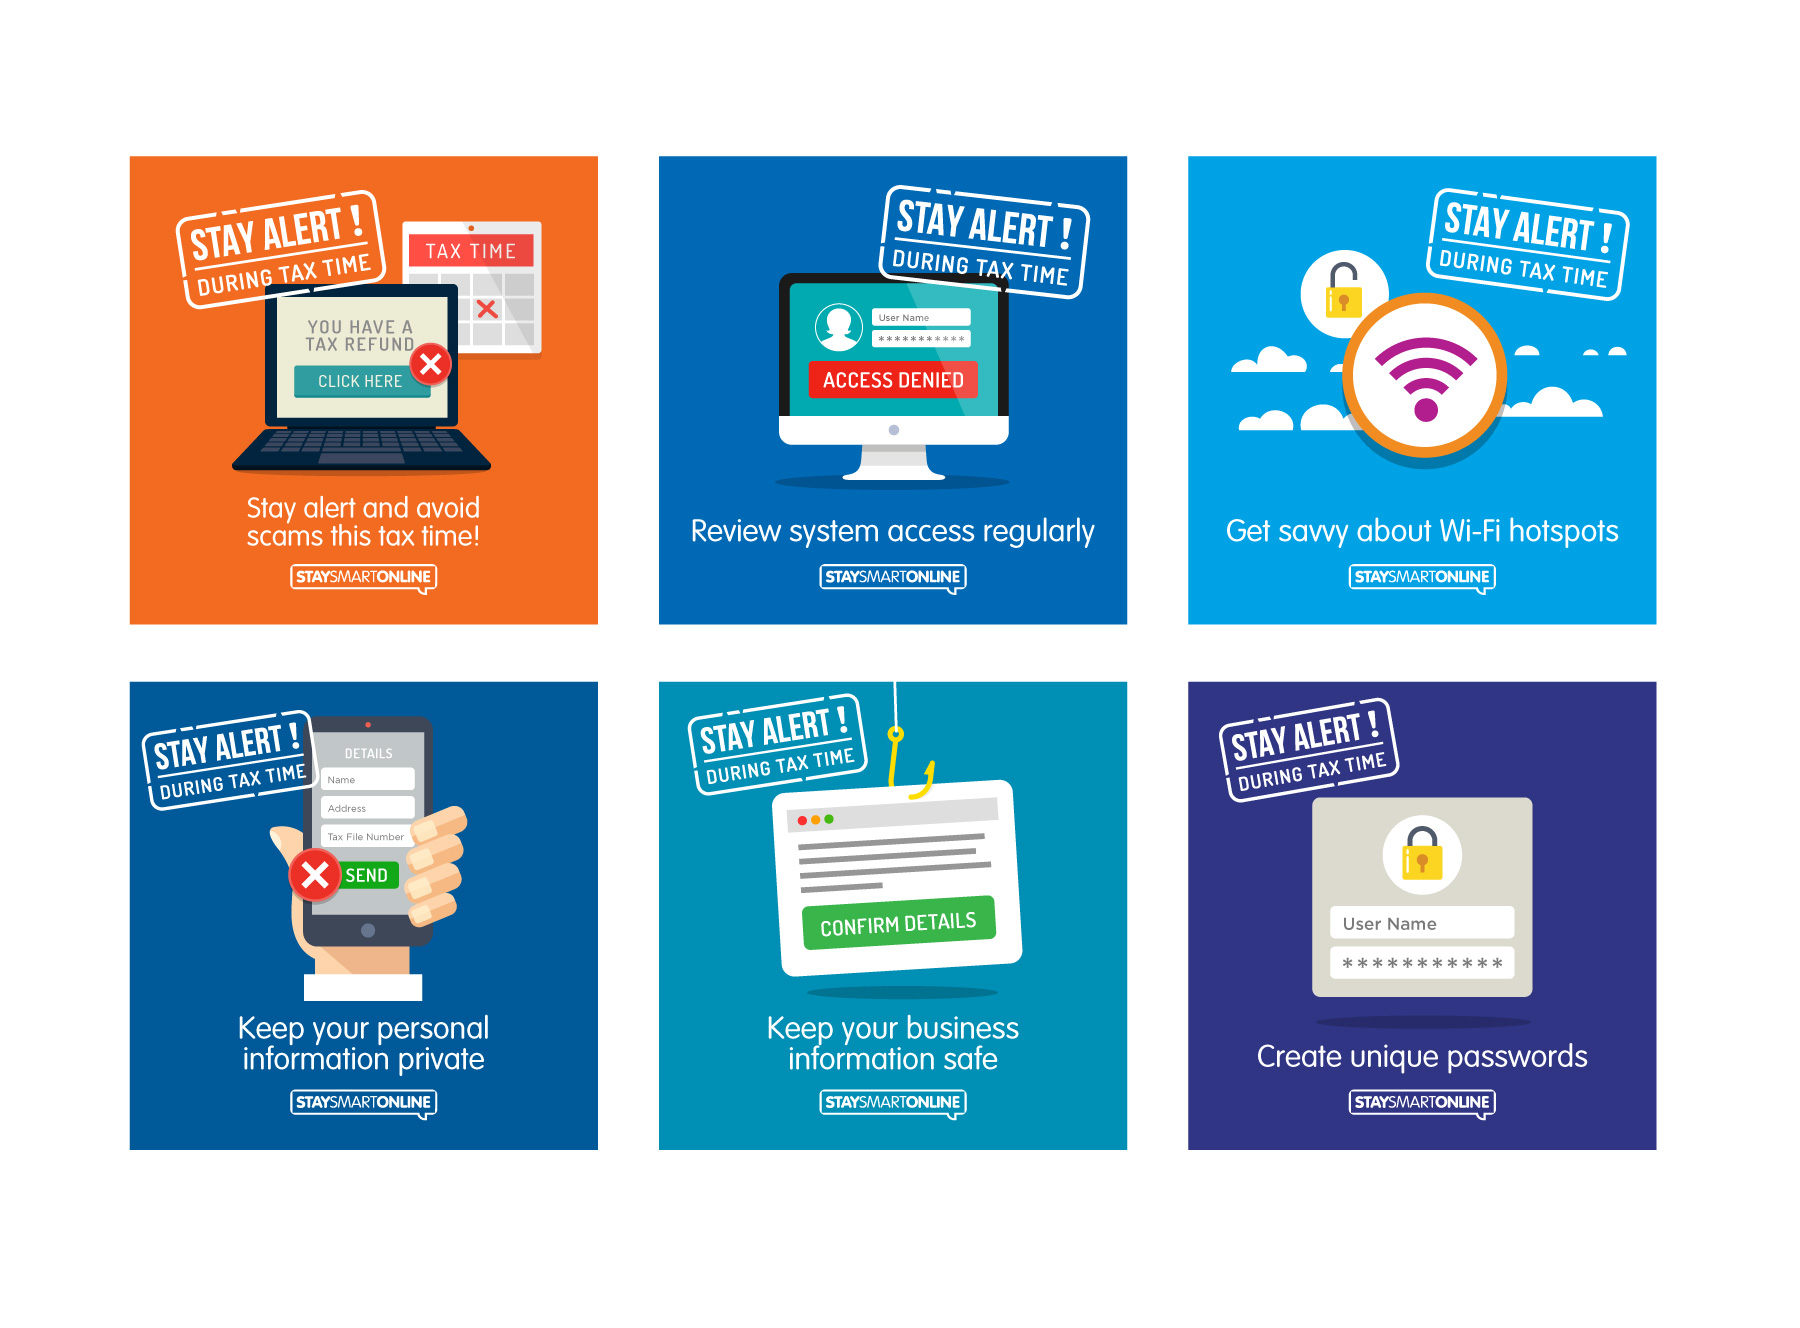 STAY ALERT !
DURING TAX TIME
TAX TIME
YOU HAVE A
TAX REFUND
CLICK HERE
Stay alert and avoid
scams this tax time!
STAYSMARTONLINE
STAY ALERT !
DURING TAX TIME
User Name
***********
ACCESS DENIED
Review system access regularly
STAYSMARTONLINE
STAY ALERT !
DURING TAX TIME
Get savvy about Wi-Fi hotspots
STAYSMARTONLINE
STAY ALERT !
DURING TAX TIME
DETAILS
Name
Address
Tax File Number
SEND
Keep your personal
information private
STAYSMARTONLINE
STAY ALERT !
DURING TAX TIME
CONFIRM DETAILS
Keep your business
information safe
STAYSMARTONLINE
STAY ALERT !
DURING TAX TIME
User Name
***********
Create unique passwords
STAYSMARTONLINE